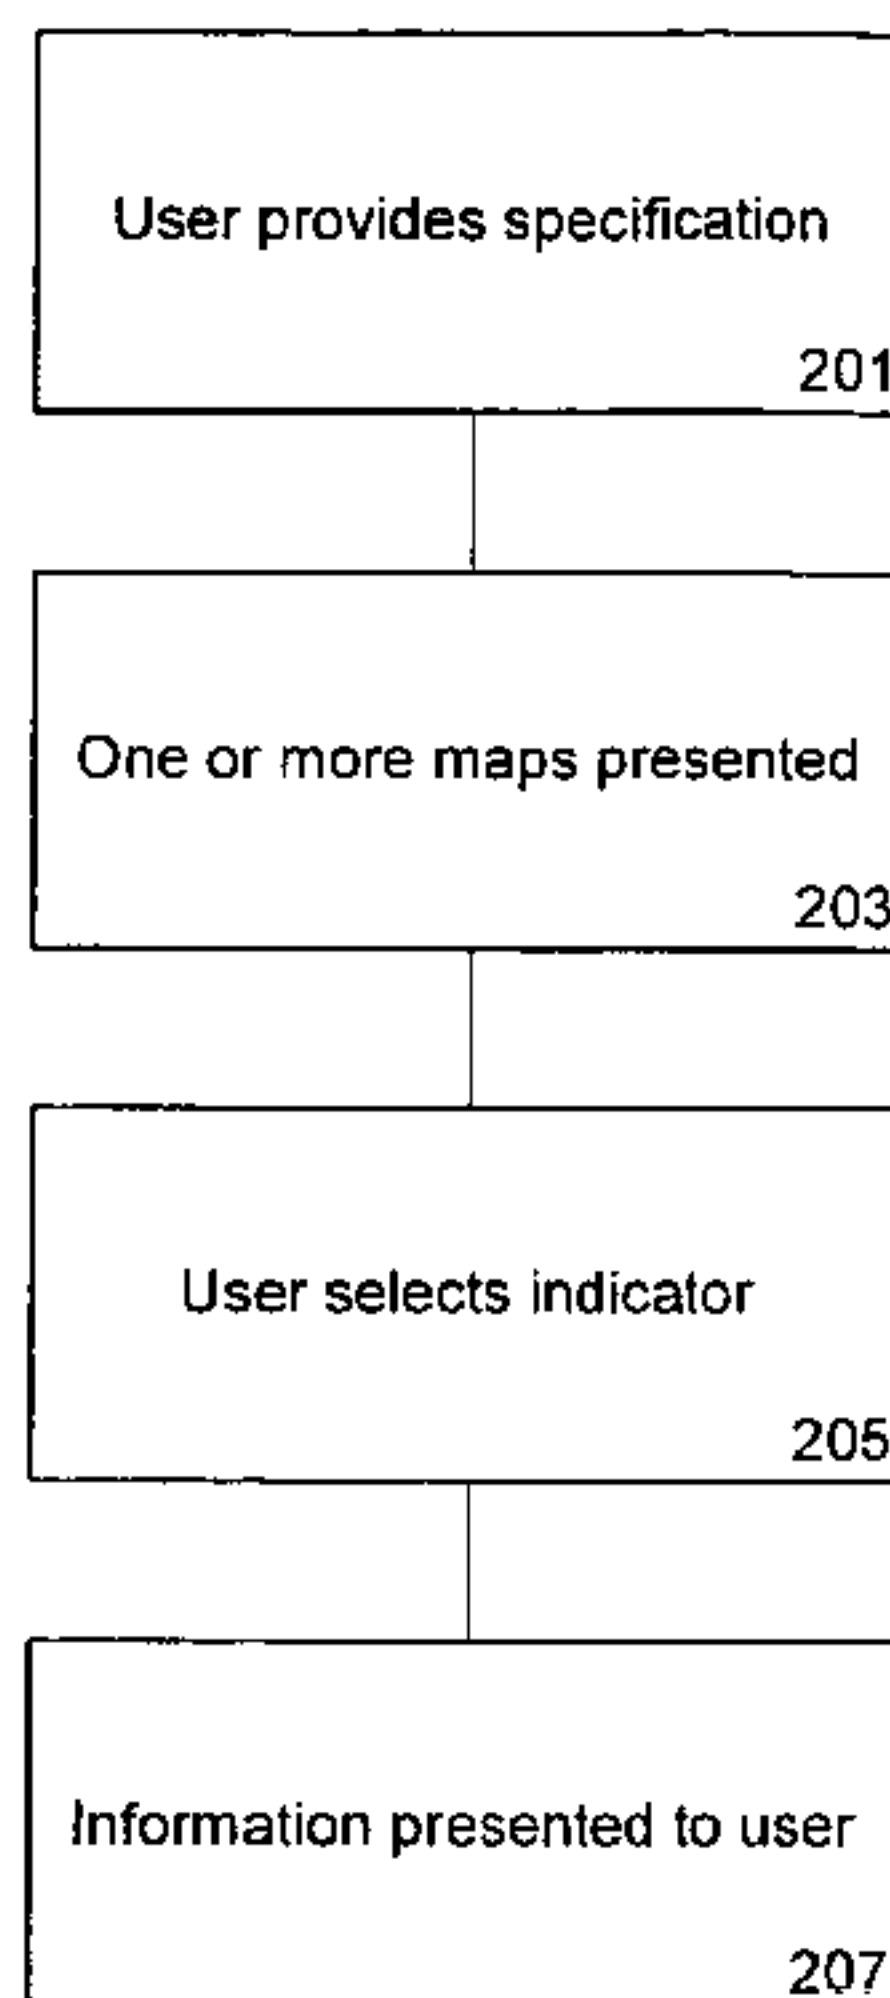 User provides specification
201
One or more maps presented
203
User selects indicator
205
Information presented to user
207